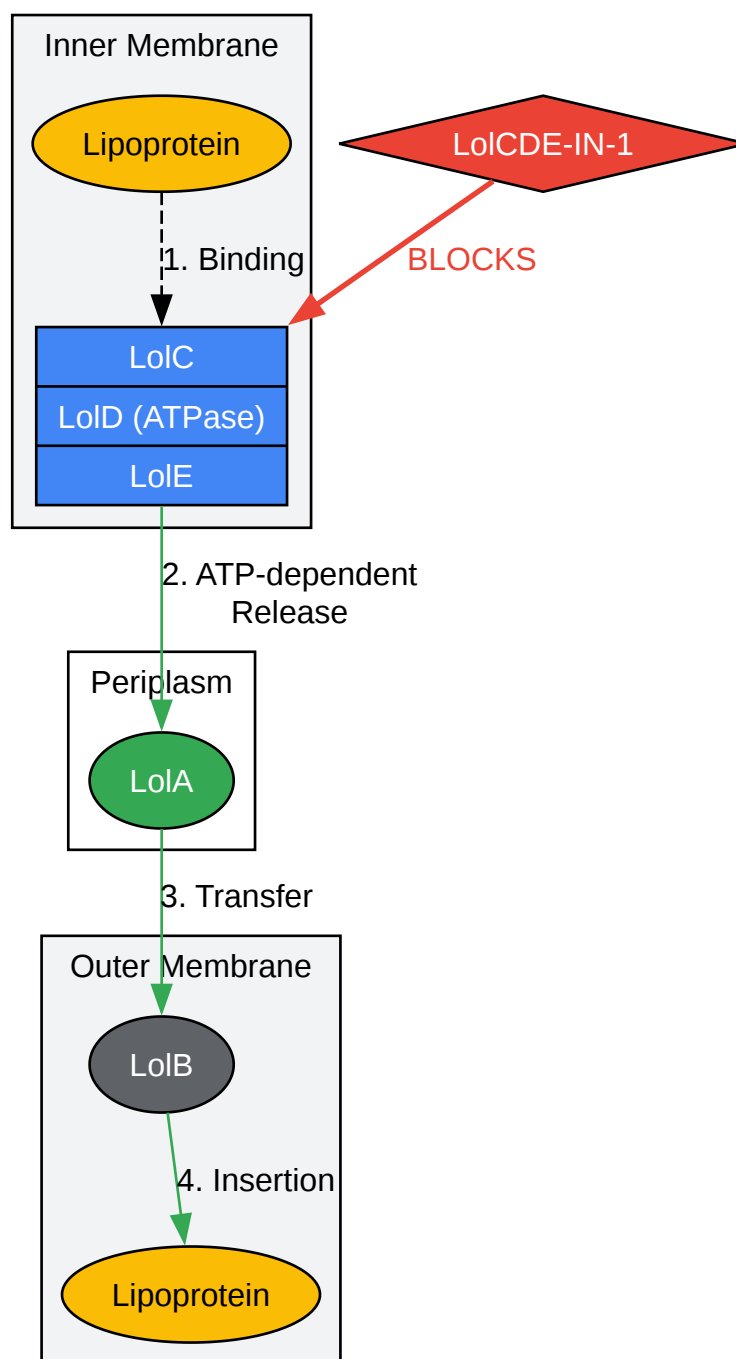 Inner Membrane
Lipoprotein
LolCDE-IN-1
1. Binding
BLOCKS
LolC
LolD (ATPase)
LolE
2. ATP-dependent
Release
Periplasm
LolA
3. Transfer
Outer Membrane
LolB
4. Insertion
Lipoprotein